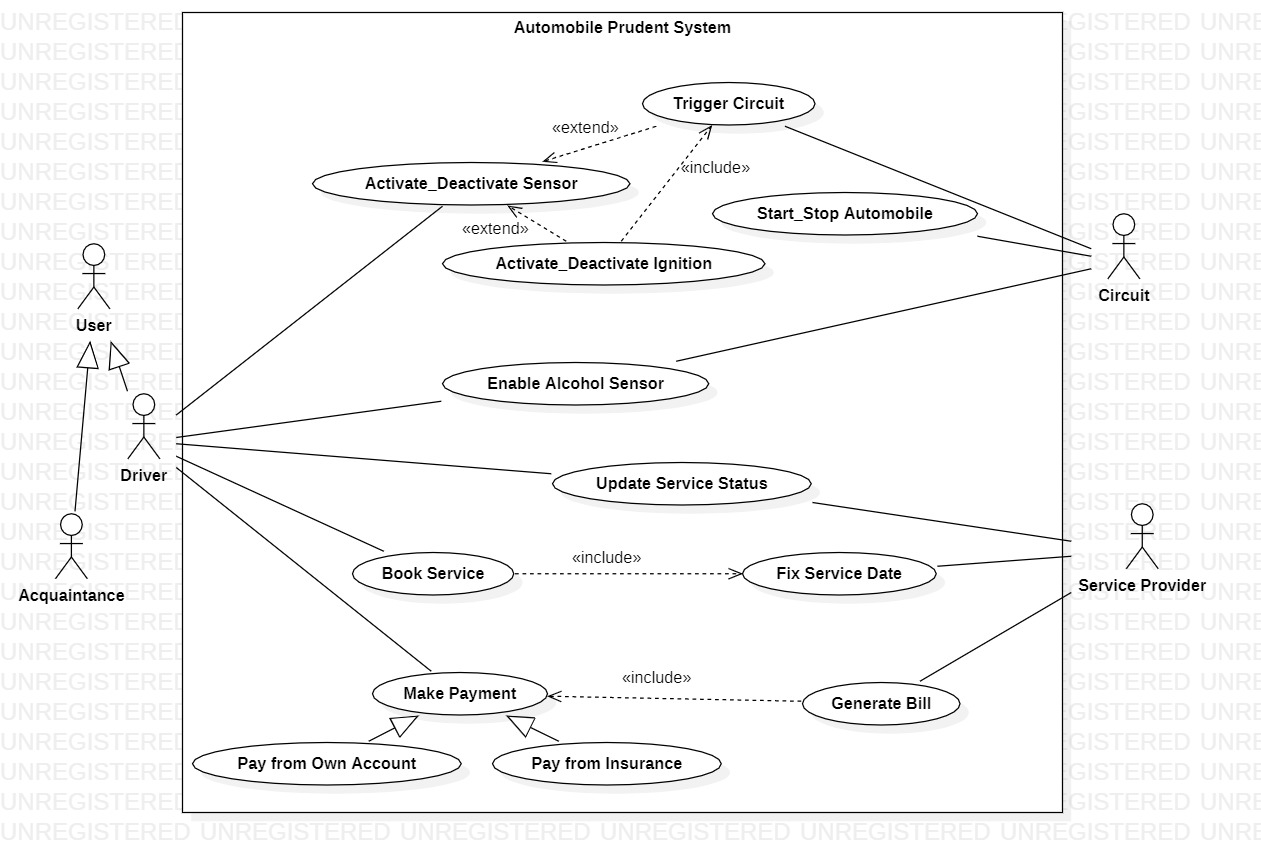 Automobile Prudent System
Trigger Circuit
«extend»
«include»
Activate_Deactivate Sensor
Start_Stop Automobile
«extend»
Activate_Deactivate Ignition
Circuit
User
Enable Alcohol Sensor
Driver
Update Service Status
«include»
Book Service
Fix Service Date
Service Provider
Acquaintance
«include»
Make Payment
Generate Bill
Pay from Own Account
Pay from Insurance
UNREGISTERED UNREGISTERED UNREGISTERED UNREGISTERED UNREGISTERED UNREGISTERED UNRE